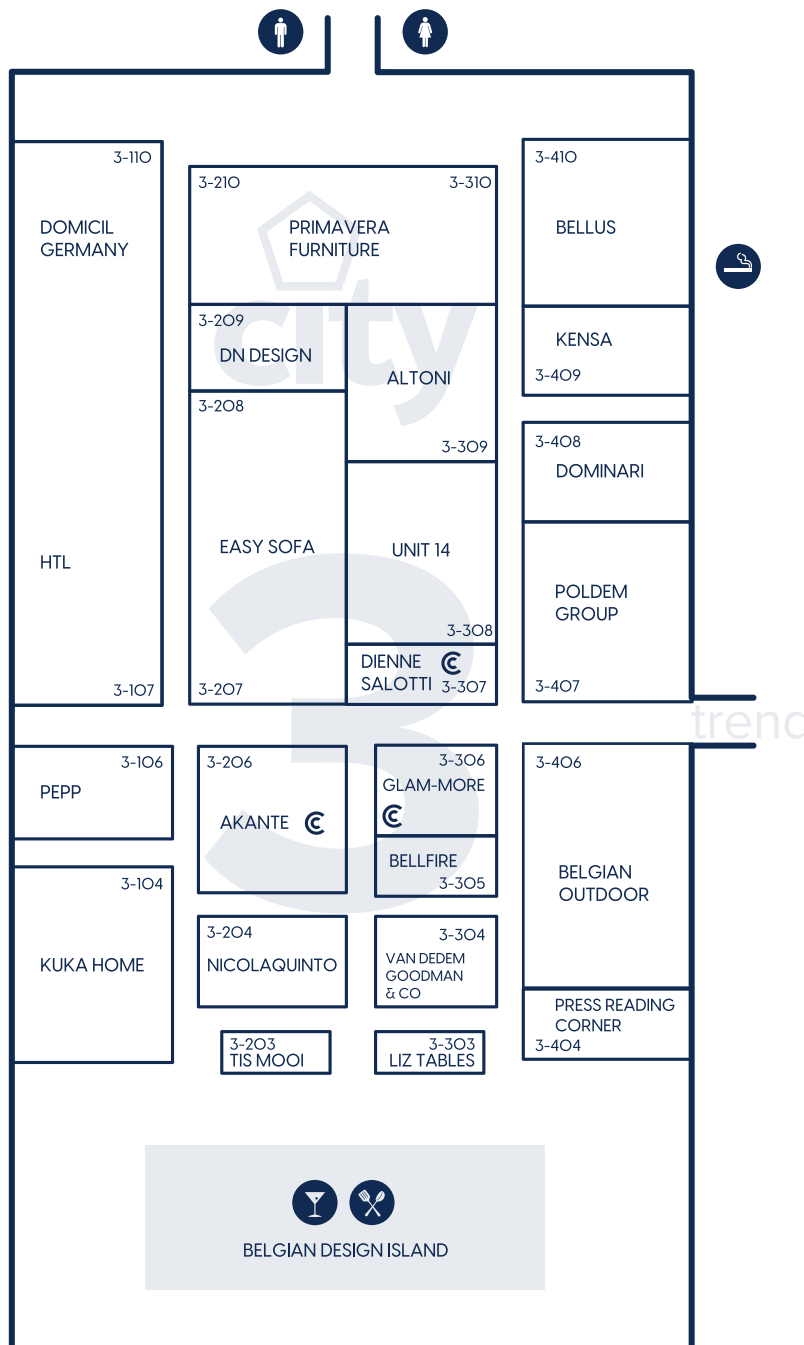 3-110
DOMICIL
GERMANY
HTL
3-107
3-210
3-310
PRIMAVERA
FURNITURE
3-209
DN DESIGN
3-208
EASY SOFA
3-207
ALTONI
3-309
UNIT 14
3-308
DIENNE
SALOTTI
3-307
3-410
BELLUS
KENSA
3-409
3-408
DOMINARI
POLDEM
GROUP
3-407
city
3
trend
3-106
PEPP
3-104
KUKA HOME
3-206
AKANTE
3-204
NICOLAQUINTO
3-203
TIS MOOI
3-306
GLAM-MORE
BELLFIRE
3-305
3-304
VAN DEDEM
GOODMAN
& CO
3-303
LIZ TABLES
3-406
BELGIAN
OUTDOOR
PRESS READING
CORNER
3-404
BELGIAN DESIGN ISLAND